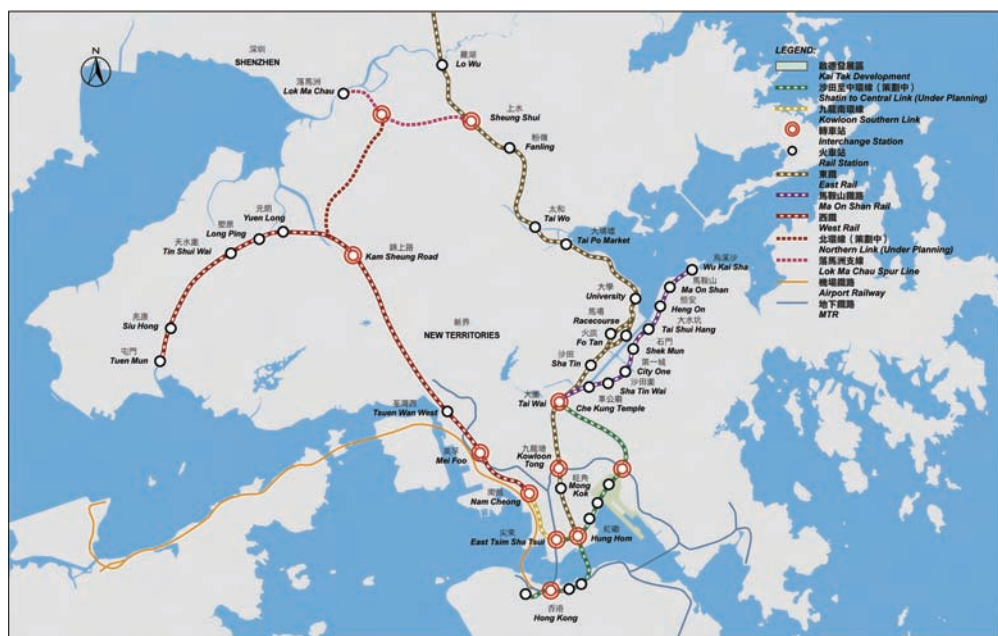 N
深圳
SHENZHEN
落馬洲
Lok Ma Chau
羅湖
Lo Wu
上水
Sheung Shui
粉嶺
Fanling
太和
Tai Wo
大埔墟
Tai Po Market
元朗
Yuen Long
朗屏
Long Ping
天水圍
Tin Shui Wai
錦上路
Kam Sheung Road
兆康
Siu Hong
屯門
Tuen Mun
新界
NEW TERRITORIES
大學
University
馬場
Racecourse
火炭
Fo Tan
沙田
Sha Tin
烏溪沙
Wu Kai Sha
馬鞍山
Ma On Shan
恒安
Heng On
大水坑
Tai Shui Hang
石門
Shek Mun
第一城
City One
沙田圍
Sha Tin Wai
車公廟
Che Kung Temple
大圍
Tai Wai
荃灣西
Tsuen Wan West
美孚
Mei Foo
南昌
Nam Cheong
九龍塘
Kowloon
Tong
旺角
Mong
Kok
尖東
East Tsim Sha Tsui
紅磡
Hung Hom
香港
Hong Kong
LEGEND:
啟德發展區
Kai Tak Development
沙田至中環線（策劃中）
Shatin to Central Link (Under Planning)
九龍南環線
Kowloon Southern Link
轉車站
Interchange Station
火車站
Rail Station
東鐵
East Rail
馬鞍山鐵路
Ma On Shan Rail
西鐵
West Rail
北環線（策劃中）
Northern Link (Under Planning)
落馬洲支線
Lok Ma Chau Spur Line
機場鐵路
Airport Railway
地下鐵路
MTR